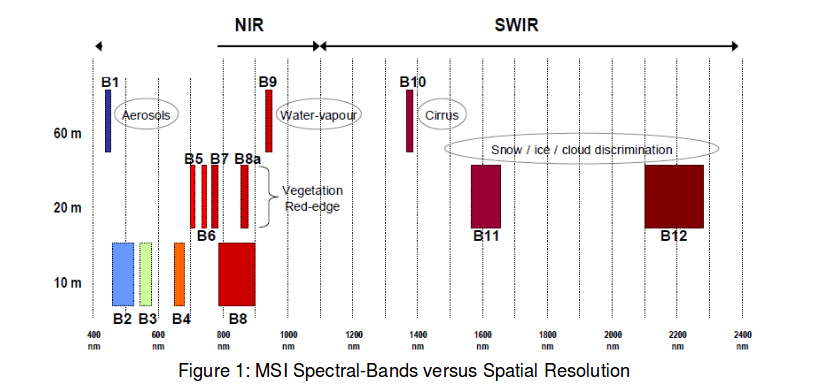 NIR
SWIR
B1
B9
B10
Aerosols
Water-vapour
Cirrus
60 m
Snow / ice / cloud discrimination
B5
B7
B8a
Vegetation
Red-edge
20 m
B6
B11
B12
10 m
B2
B3
B4
B8
400
nm
600
nm
800
nm
1000
nm
1200
nm
1400
nm
1600
nm
1800
nm
2000
nm
2200
nm
2400
nm
Figure 1: MSI Spectral-Bands versus Spatial Resolution